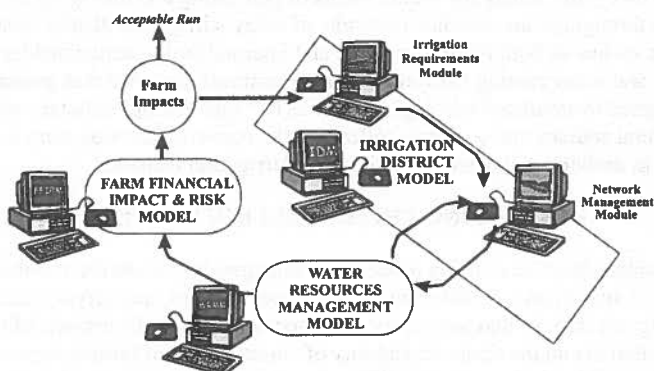 Acceptable Run
Farm
Impacts
Irrigation
Requirements
Module
IDM
IRRIGATION
DISTRICT
MODEL
FARM FINANCIAL
IMPACT & RISK
MODEL
Network
Management
Module
WATER
RESOURCES
MANAGEMENT
MODEL